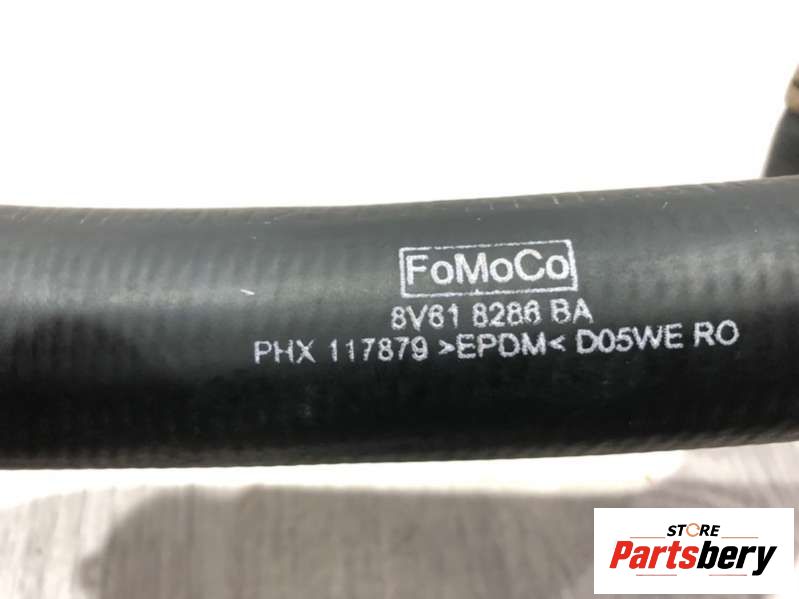 FoMoCo
8V61 8286 BA
PHX 117879 >EPDM< D05WE RO
STORE
Partsbery